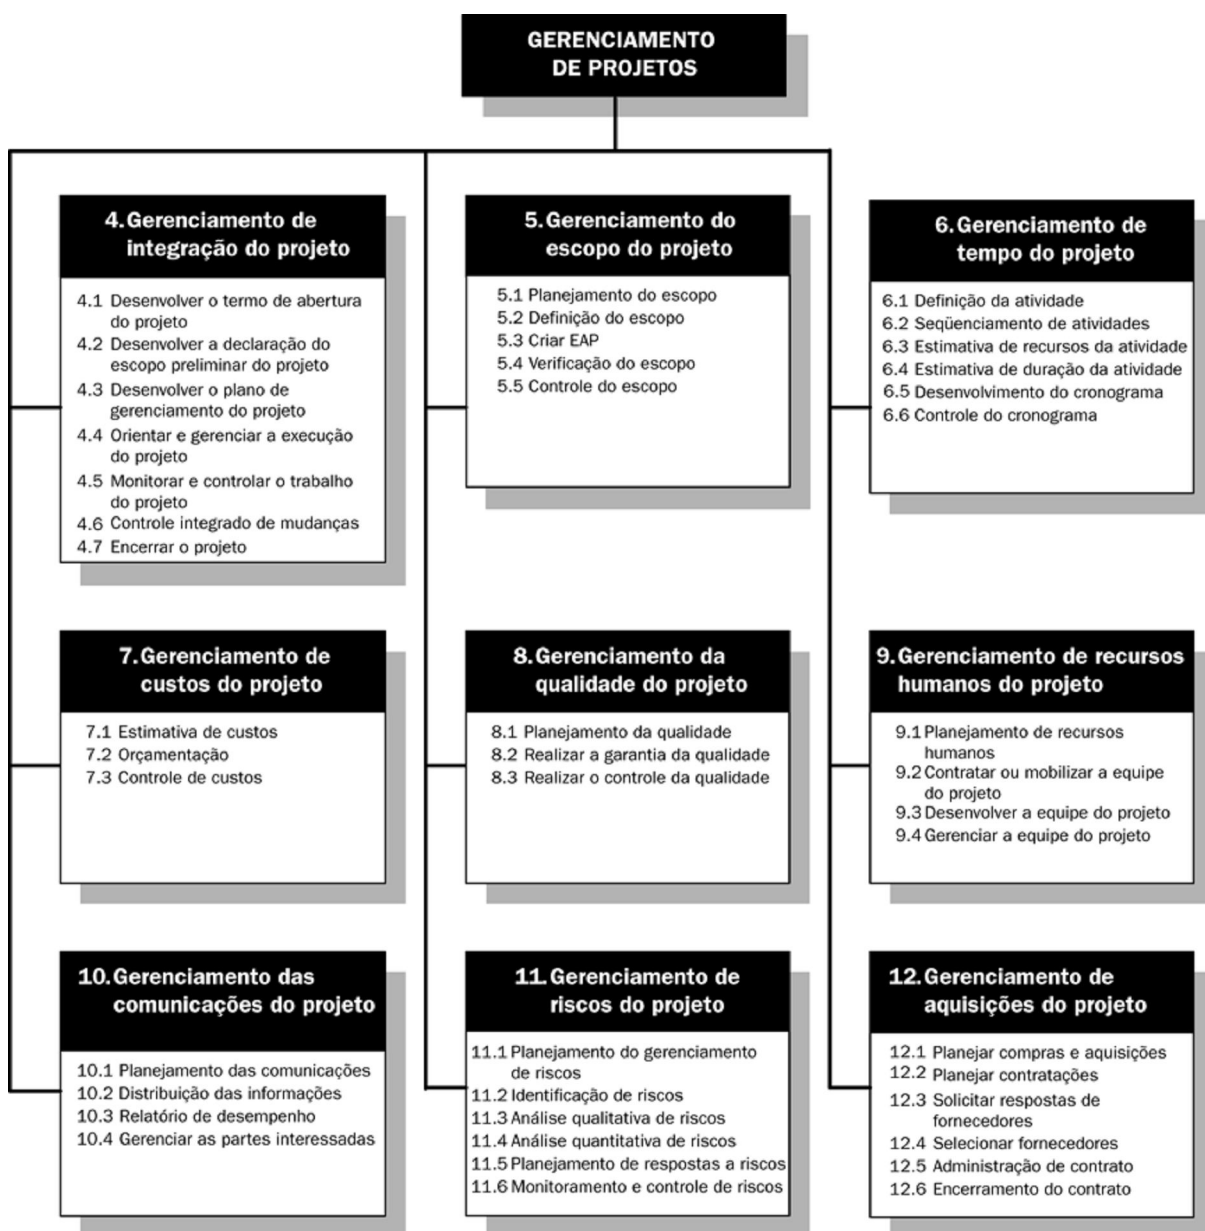 GERENCIAMENTO
DE PROJETOS
4. Gerenciamento de
integração do projeto
4.1 Desenvolver o termo de abertura
do projeto
4.2 Desenvolver a declaração do
escopo preliminar do projeto
4.3 Desenvolver o plano de
gerenciamento do projeto
4.4 Orientar e gerenciar a execução
do projeto
4.5 Monitorar e controlar o trabalho
do projeto
4.6 Controle integrado de mudanças
4.7 Encerrar o projeto
5. Gerenciamento do
escopo do projeto
5.1 Planejamento do escopo
5.2 Definição do escopo
5.3 Criar EAP
5.4 Verificação do escopo
5.5 Controle do escopo
6. Gerenciamento de
tempo do projeto
6.1 Definição da atividade
6.2 Seqüenciamento de atividades
6.3 Estimativa de recursos da atividade
6.4 Estimativa de duração da atividade
6.5 Desenvolvimento do cronograma
6.6 Controle do cronograma
7. Gerenciamento de
custos do projeto
7.1 Estimativa de custos
7.2 Orçamentação
7.3 Controle de custos
8. Gerenciamento da
qualidade do projeto
8.1 Planejamento da qualidade
8.2 Realizar a garantia da qualidade
8.3 Realizar o controle da qualidade
9. Gerenciamento de recursos
humanos do projeto
9.1 Planejamento de recursos
humanos
9.2 Contratar ou mobilizar a equipe
do projeto
9.3 Desenvolver a equipe do projeto
9.4 Gerenciar a equipe do projeto
10. Gerenciamento das
comunicações do projeto
10.1 Planejamento das comunicações
10.2 Distribuição das informações
10.3 Relatório de desempenho
10.4 Gerenciar as partes interessadas
11. Gerenciamento de
riscos do projeto
11.1 Planejamento do gerenciamento
de riscos
11.2 Identificação de riscos
11.3 Análise qualitativa de riscos
11.4 Análise quantitativa de riscos
11.5 Planejamento de respostas a riscos
11.6 Monitoramento e controle de riscos
12. Gerenciamento de
aquisições do projeto
12.1 Planejar compras e aquisições
12.2 Planejar contratações
12.3 Solicitar respostas de
fornecedores
12.4 Selecionar fornecedores
12.5 Administração de contrato
12.6 Encerramento do contrato